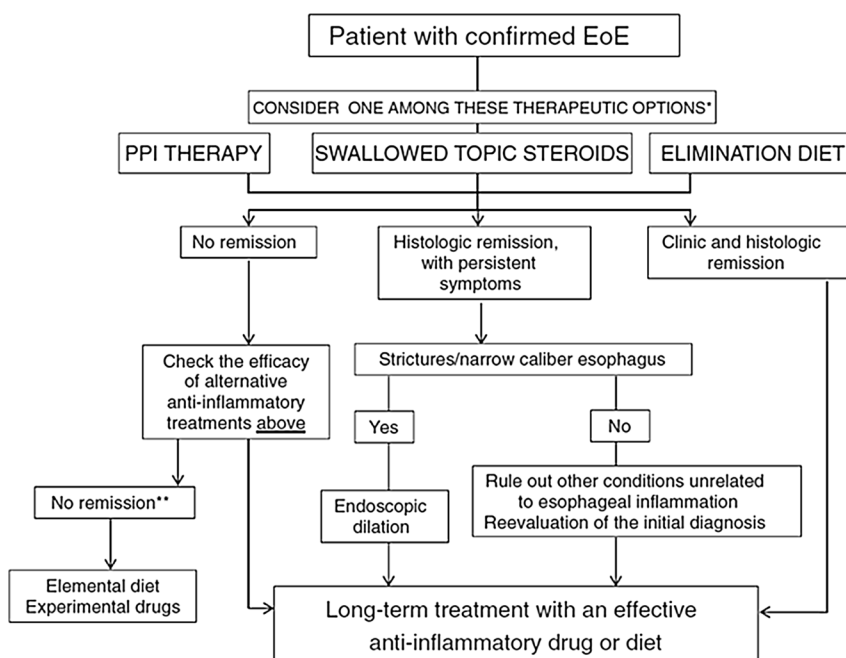 Patient with confirmed EoE
CONSIDER ONE AMONG THESE THERAPEUTIC OPTIONS*
PPI THERAPY
SWALLOWED TOPIC STEROIDS
ELIMINATION DIET
No remission
Histologic remission,
with persistent
symptoms
Clinic and histologic
remission
Check the efficacy
of alternative
anti-inflammatory
treatments above
Strictures/narrow caliber esophagus
Yes
No
No remission**
Endoscopic
dilation
Rule out other conditions unrelated
to esophageal inflammation
Reevaluation of the initial diagnosis
Elemental diet
Experimental drugs
Long-term treatment with an effective
anti-inflammatory drug or diet